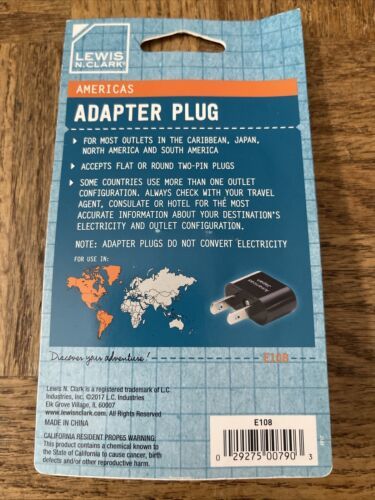 LEWIS
N. CLARK®
AMERICAS
ADAPTER PLUG
FOR MOST OUTLETS IN THE CARIBBEAN, JAPAN,
NORTH AMERICA AND SOUTH AMERICA
ACCEPTS FLAT OR ROUND TWO-PIN PLUGS
SOME COUNTRIES USE MORE THAN ONE OUTLET
CONFIGURATION. ALWAYS CHECK WITH YOUR TRAVEL
AGENT, CONSULATE OR HOTEL FOR THE MOST
ACCURATE INFORMATION ABOUT YOUR DESTINATION'S
ELECTRICITY AND OUTLET CONFIGURATION.
NOTE: ADAPTER PLUGS DO NOT CONVERT ELECTRICITY
FOR USE IN:
Discover your adventure!
E108
Lewis N. Clark is a registered trademark of L.C.
Industries, Inc. ©2017 L.C. Industries
Elk Grove Village, IL 60007
www.lewisnclark.com. All Rights Reserved
MADE IN CHINA
CALIFORNIA RESIDENT PROP65 WARNING:
This product contains a chemical known to
the State of California to cause cancer, birth
defects and/or other reproductive harm.
E108
0 29275 00790 3